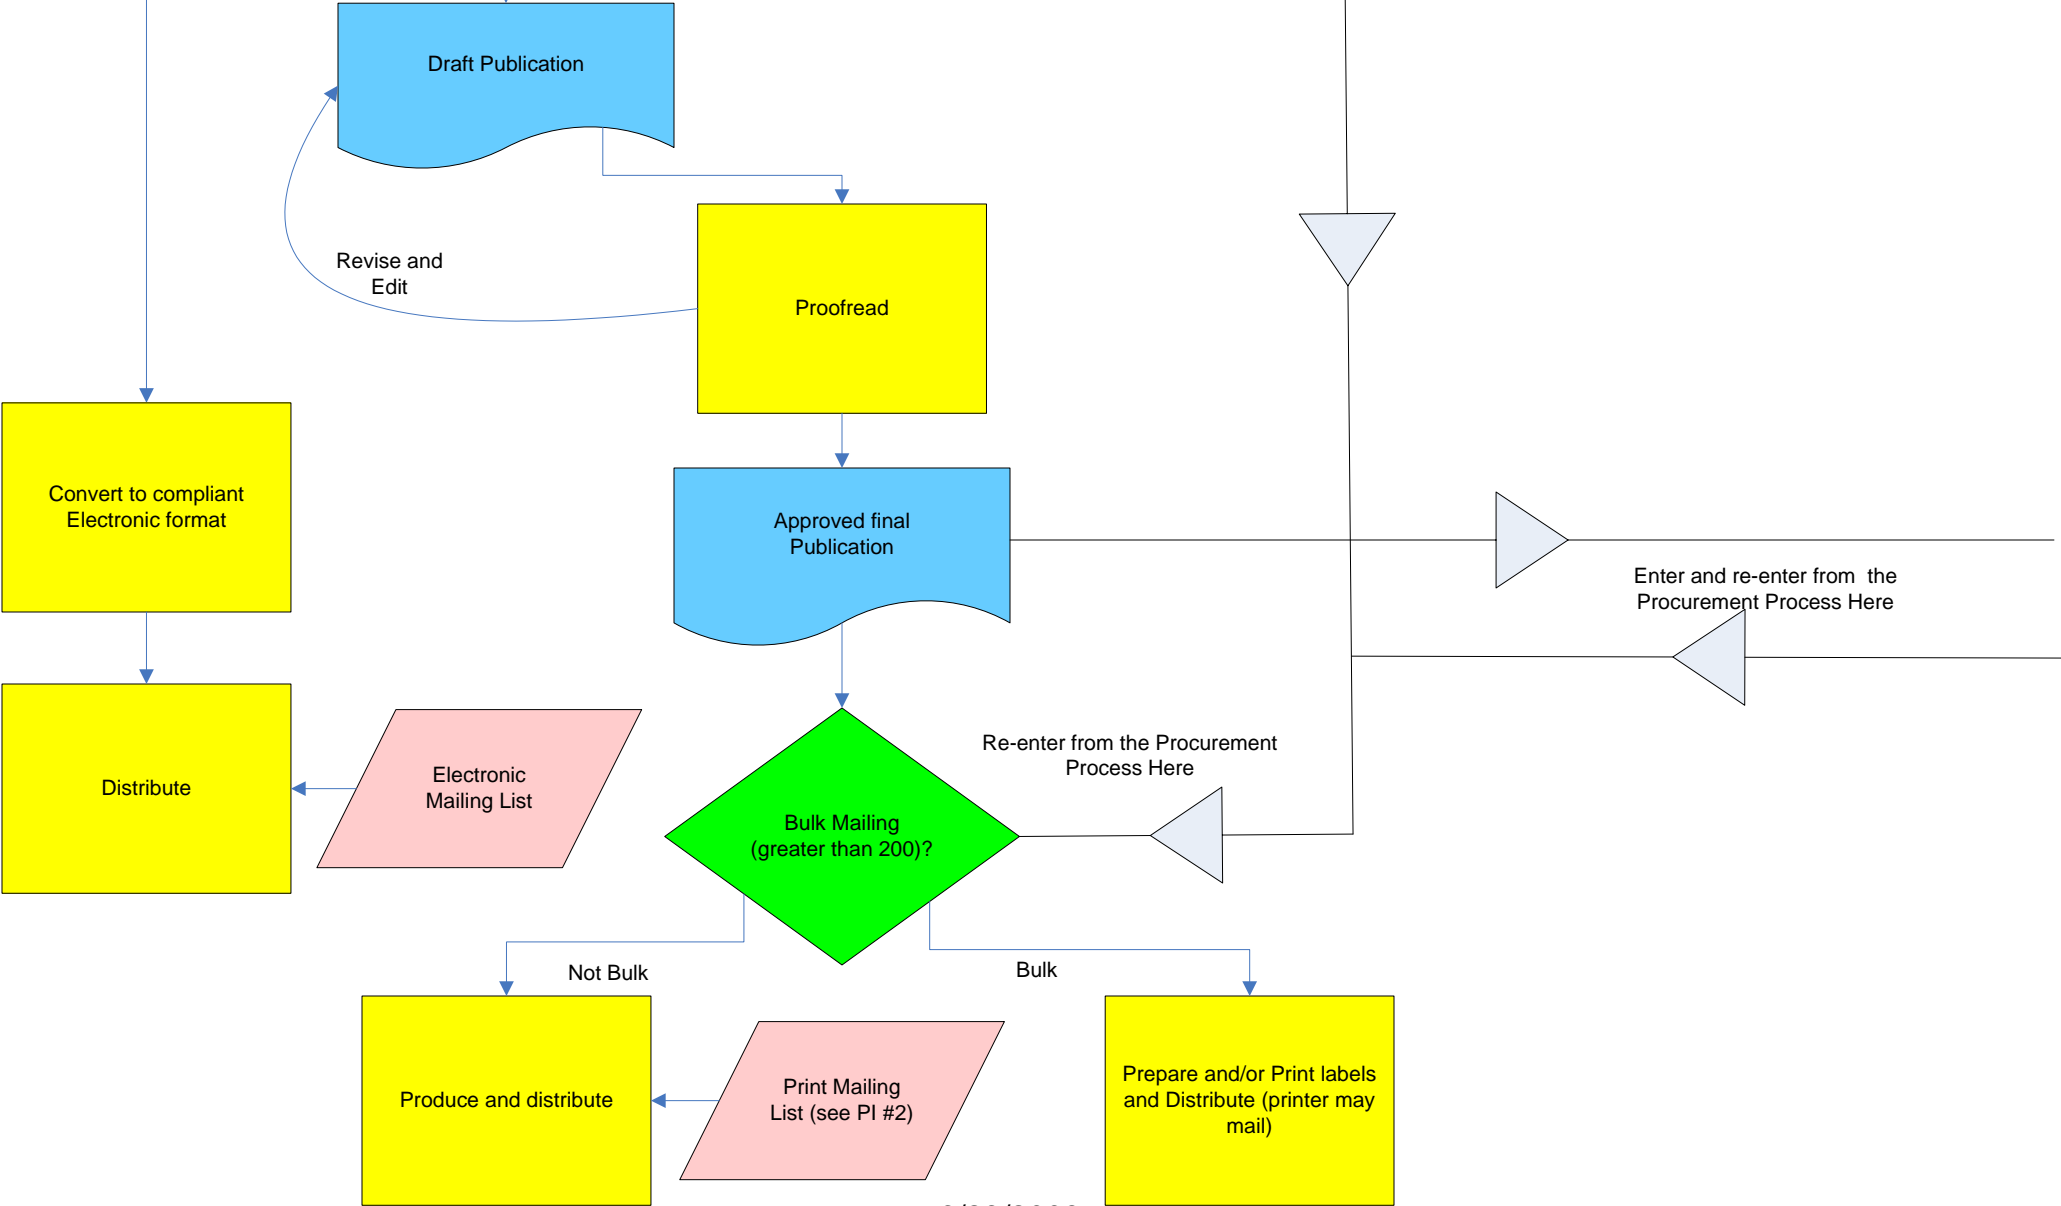 Draft Publication
Revise and
Edit
Proofread
Convert to compliant
Electronic format
Approved final
Publication
Enter and re-enter from  the
Procurement Process Here
Distribute
Electronic
Mailing List
Re-enter from the Procurement
Process Here
Bulk Mailing
(greater than 200)?
Not Bulk
Bulk
Produce and distribute
Print Mailing
List (see PI #2)
Prepare and/or Print labels
and Distribute (printer may
mail)